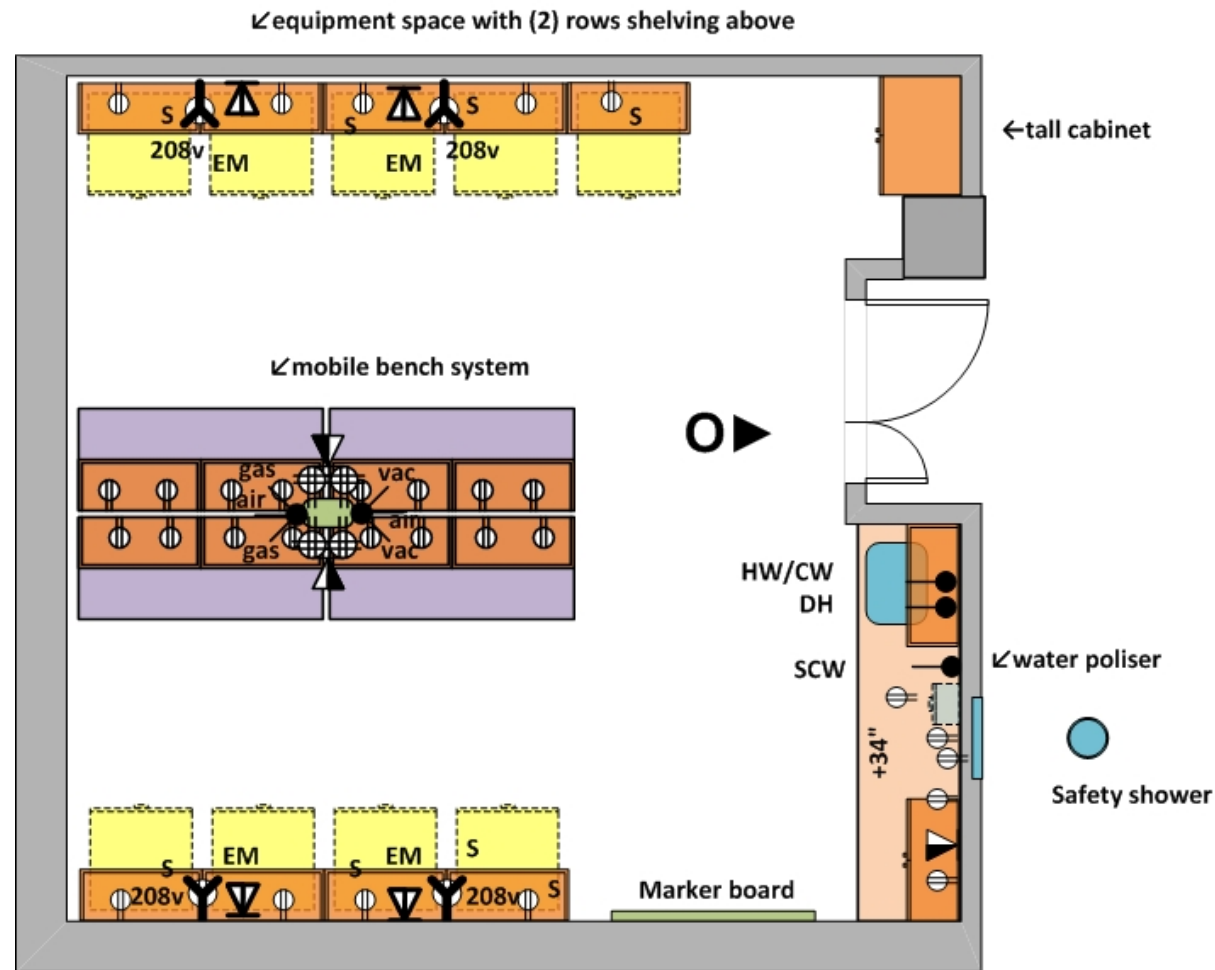 ↙equipment space with (2) rows shelving above
←tall cabinet
S
S
S
S
208v
EM
EM
208v
↙mobile bench system
O
gas
vac
air
air
gas
vac
HW/CW
DH
SCW
↙water poliser
+34"
Safety shower
S
EM
S
EM
S
208v
208v
S
Marker board